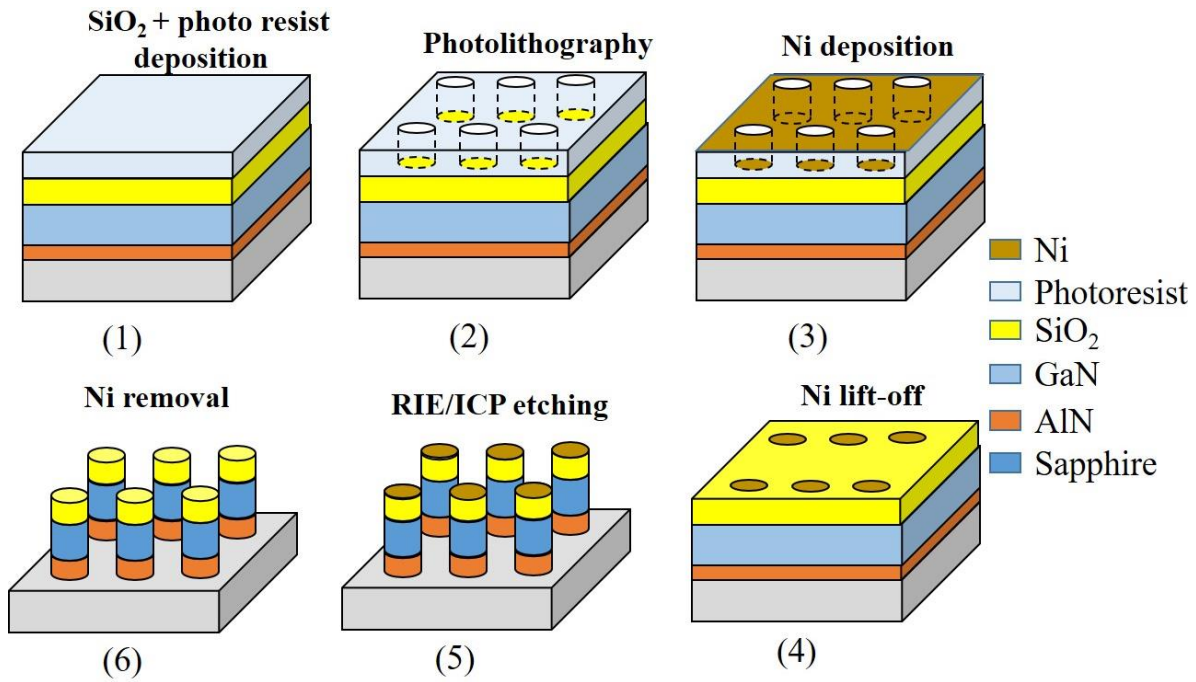 SiO₂ + photo resist
deposition
Photolithography
Ni deposition
(1)
(2)
(3)
Ni
Photoresist
SiO₂
GaN
AlN
Sapphire
Ni removal
RIE/ICP etching
Ni lift-off
(6)
(5)
(4)